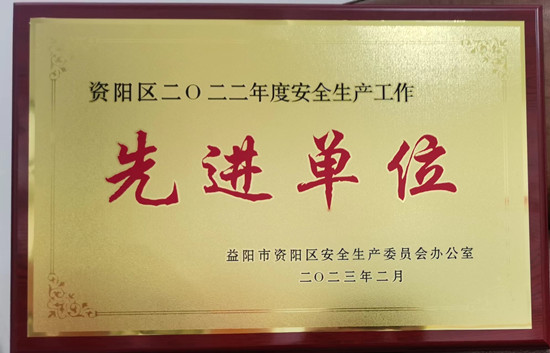 资阳区二〇二二年度安全生产工作
先进单位
益阳市资阳区安全生产委员会办公室
二〇二三年二月